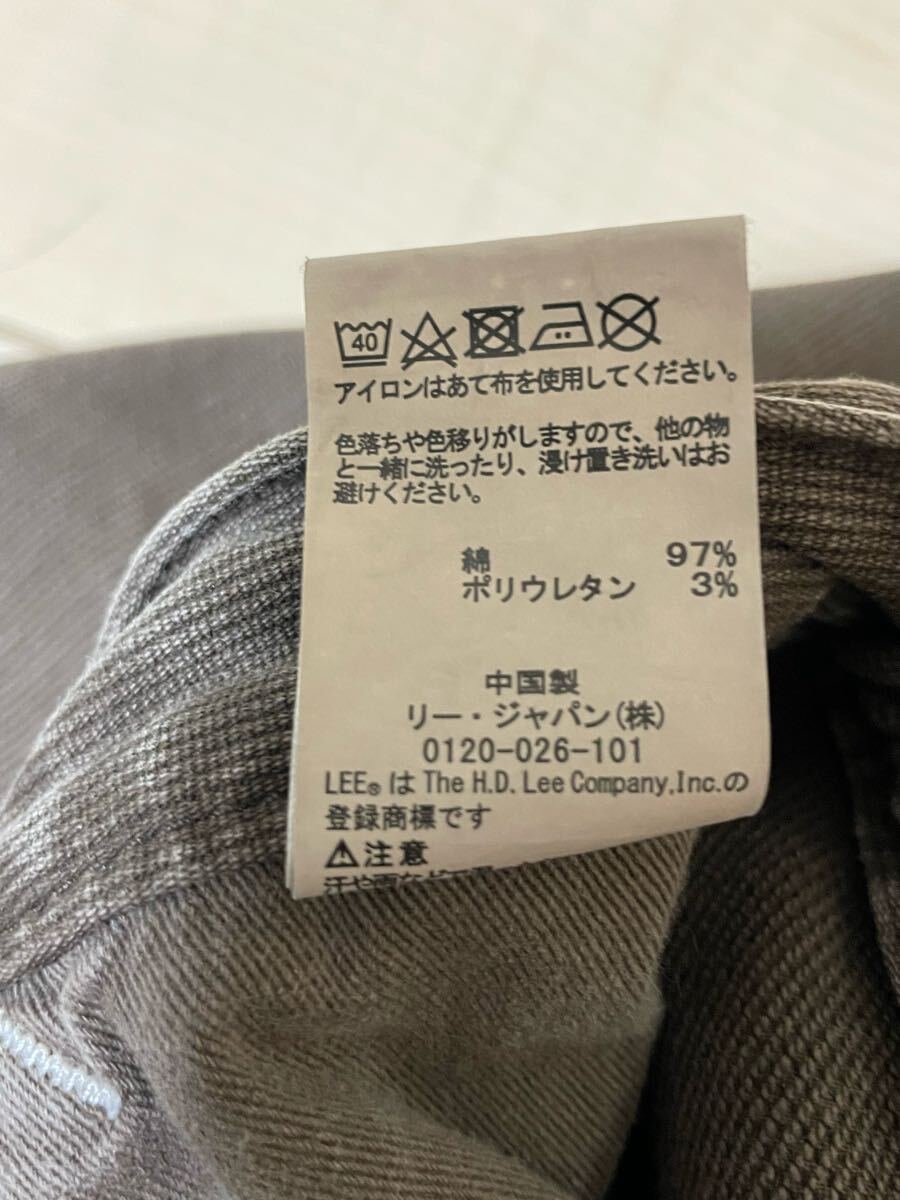 40
アイロンはあて布を使用してください。
色落ちや色移りがしますので、他の物
と一緒に洗ったり、浸け置き洗いはお
避けください。
綿 97%
ポリウレタン 3%
中国製
リー・ジャパン(株)
0120-026-101
LEE® は The H.D. Lee Company,Inc.の
登録商標です
⚠注意